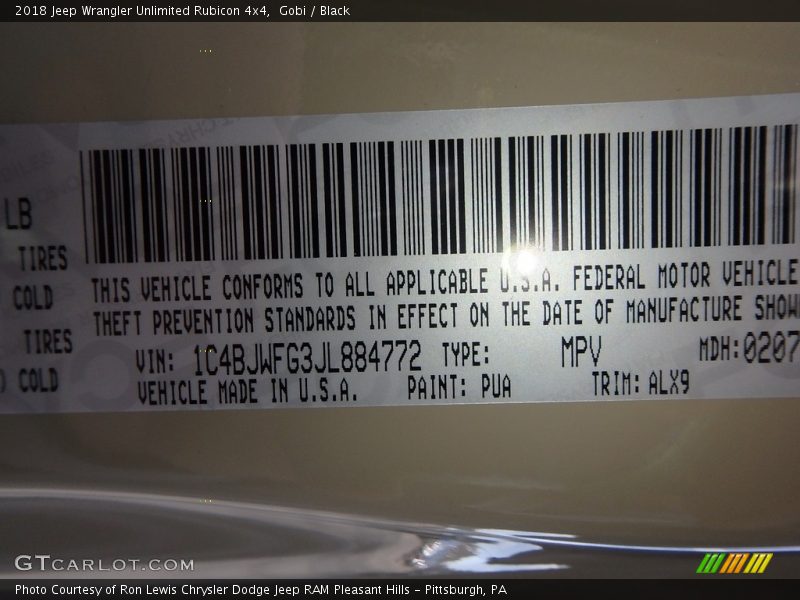 2018 Jeep Wrangler Unlimited Rubicon 4x4, Gobi / Black
LB
TIRES
COLD
TIRES
COLD
THIS VEHICLE CONFORMS TO ALL APPLICABLE U.S.A. FEDERAL MOTOR VEHICLE
THEFT PREVENTION STANDARDS IN EFFECT ON THE DATE OF MANUFACTURE SHOW
VIN: 1C4BJWFG3JL884772 TYPE: MPV MDH: 0207
VEHICLE MADE IN U.S.A. PAINT: PUA TRIM: ALX9
GTCARLOT.COM
Photo Courtesy of Ron Lewis Chrysler Dodge Jeep RAM Pleasant Hills - Pittsburgh, PA